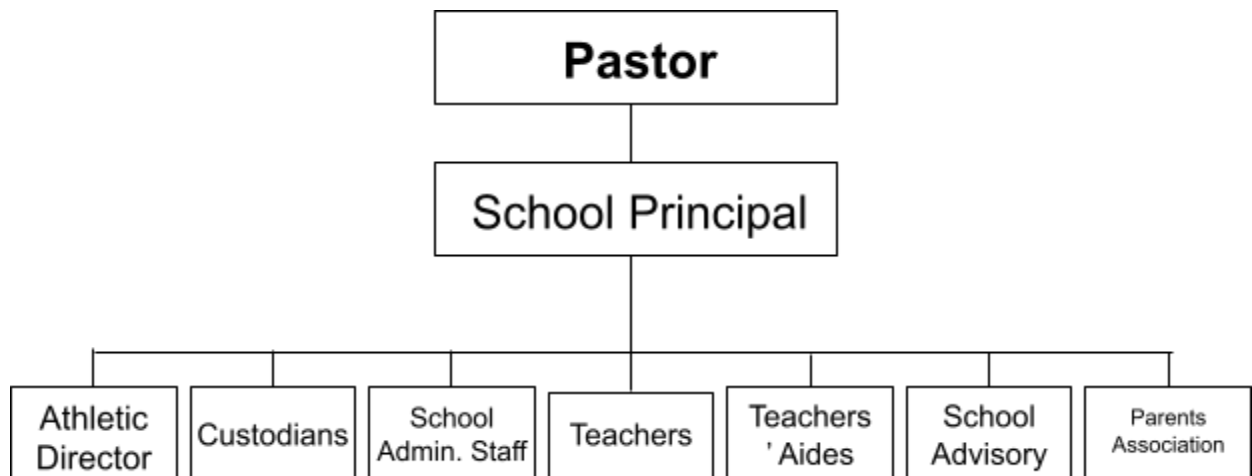 Pastor
School Principal
Athletic
Director
Custodians
School
Admin. Staff
Teachers
Teachers
’ Aides
School
Advisory
Parents
Association